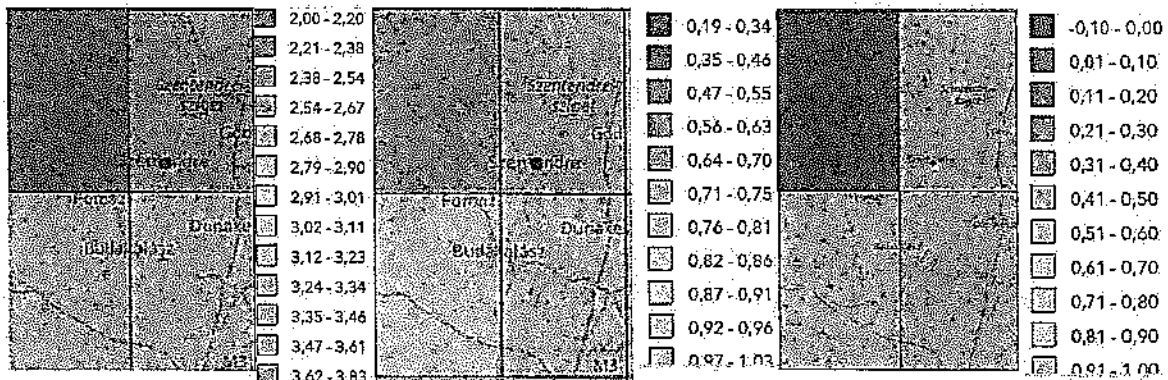 Szentendrei
sziget
Göd
Szentendre
Pomáz
Dunake
Budakalász
M3
2,00 - 2,20
2,21 - 2,38
2,38 - 2,54
2,54 - 2,67
2,68 - 2,78
2,79 - 2,90
2,91 - 3,01
3,02 - 3,11
3,12 - 3,23
3,24 - 3,34
3,35 - 3,46
3,47 - 3,61
3,62 - 3,83
Szentendrei
sziget
Göd
Szentendre
Pomáz
Dunakes
Budakalász
M3
0,19 - 0,34
0,35 - 0,46
0,47 - 0,55
0,56 - 0,63
0,64 - 0,70
0,71 - 0,75
0,76 - 0,81
0,82 - 0,86
0,87 - 0,91
0,92 - 0,96
0,97 - 1,03
-0,10 - 0,00
0,01 - 0,10
0,11 - 0,20
0,21 - 0,30
0,31 - 0,40
0,41 - 0,50
0,51 - 0,60
0,61 - 0,70
0,71 - 0,80
0,81 - 0,90
0,91 - 1,00